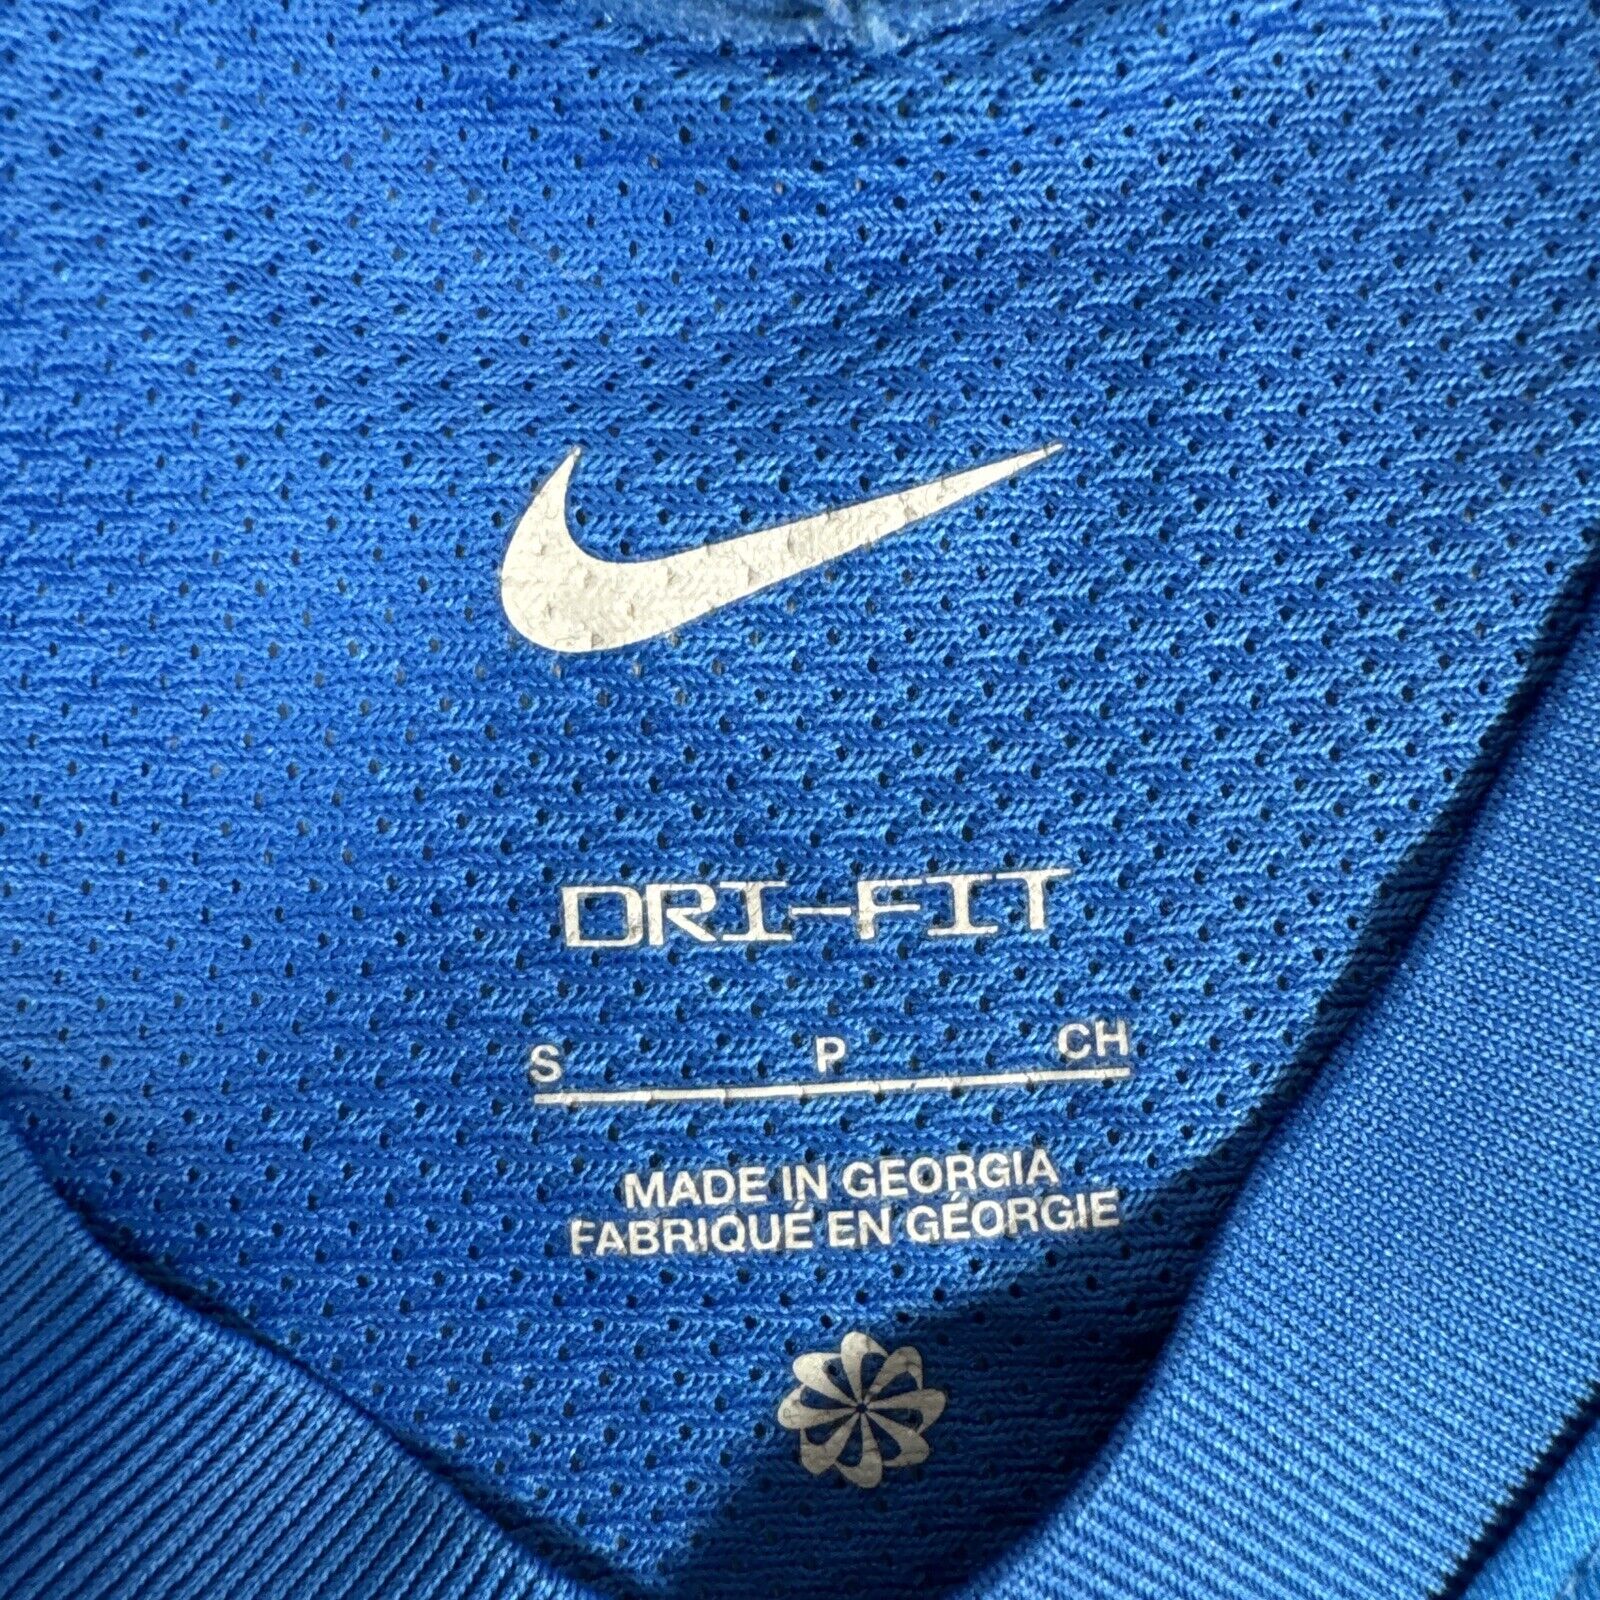 DRI-FIT
S P CH
MADE IN GEORGIA
FABRIQUÉ EN GÉORGIE